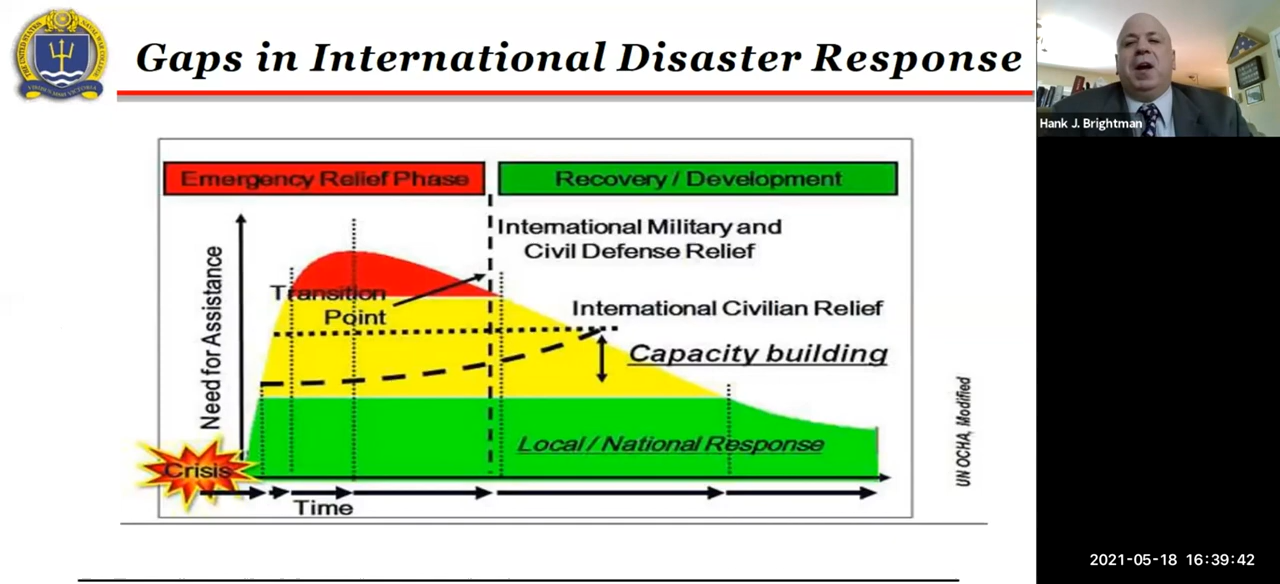 Gaps in International Disaster Response
Hank J. Brightman
Emergency Relief Phase
Recovery / Development
International Military and
Civil Defense Relief
Need for Assistance
Transition
Point
International Civilian Relief
Capacity building
Local / National Response
Crisis
Time
UN OCHA, Modified
2021-05-18 16:39:42